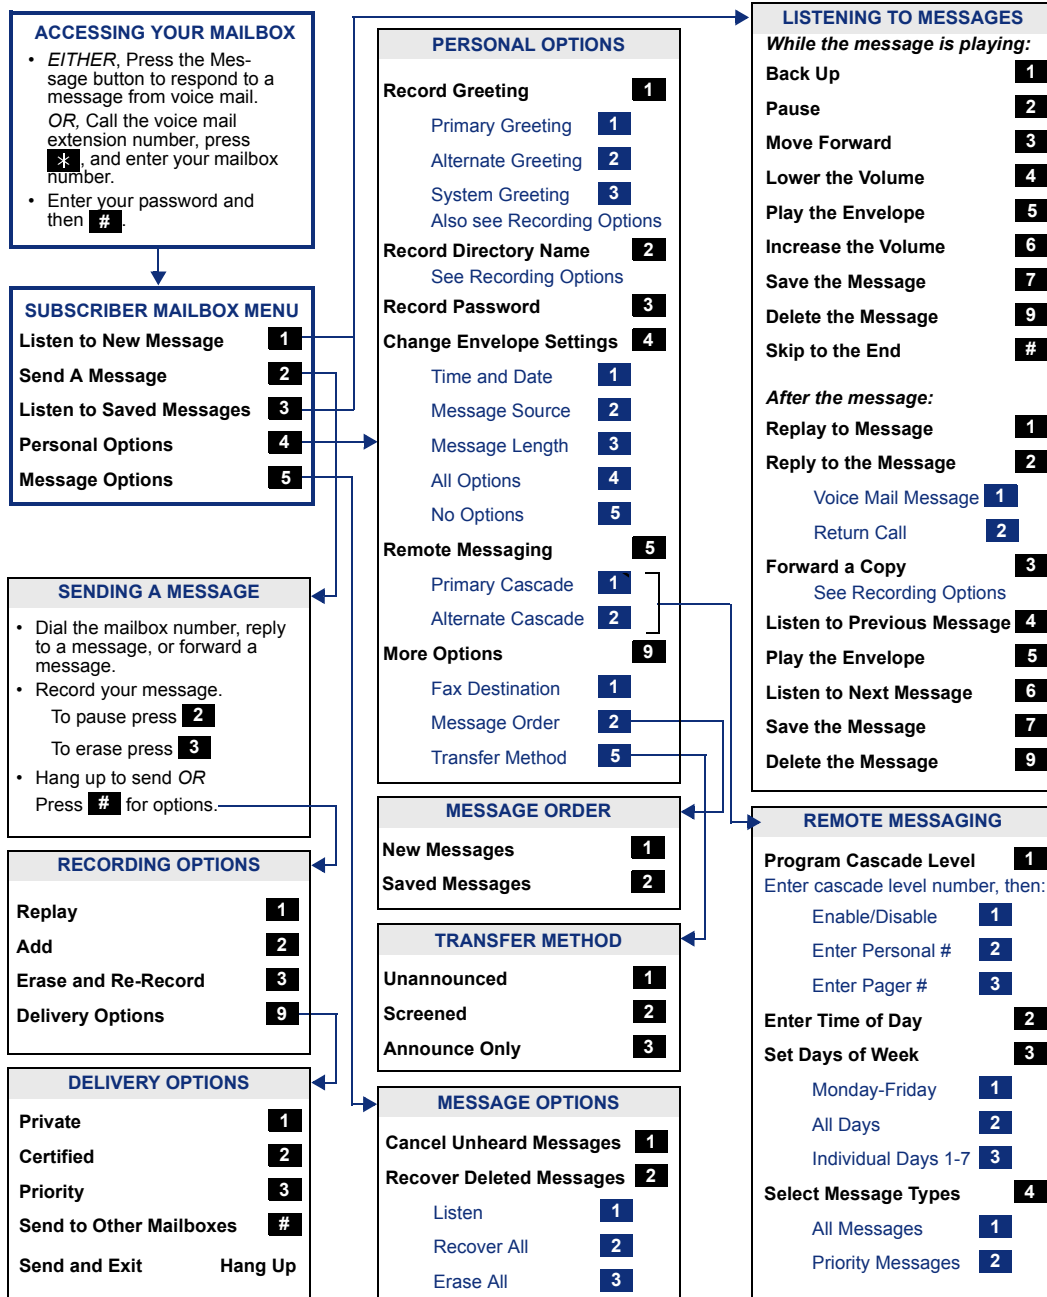 ACCESSING YOUR MAILBOX
• EITHER, Press the Mes-
sage button to respond to a
message from voice mail.
OR, Call the voice mail
extension number, press
*, and enter your mailbox
number.
• Enter your password and
then #.
SUBSCRIBER MAILBOX MENU
Listen to New Message 1
Send A Message 2
Listen to Saved Messages 3
Personal Options 4
Message Options 5
SENDING A MESSAGE
• Dial the mailbox number, reply
to a message, or forward a
message.
• Record your message.
To pause press 2
To erase press 3
• Hang up to send OR
Press # for options.
RECORDING OPTIONS
Replay 1
Add 2
Erase and Re-Record 3
Delivery Options 9
DELIVERY OPTIONS
Private 1
Certified 2
Priority 3
Send to Other Mailboxes #
Send and Exit Hang Up
PERSONAL OPTIONS
Record Greeting 1
Primary Greeting 1
Alternate Greeting 2
System Greeting 3
Also see Recording Options
Record Directory Name 2
See Recording Options
Record Password 3
Change Envelope Settings 4
Time and Date 1
Message Source 2
Message Length 3
All Options 4
No Options 5
Remote Messaging 5
Primary Cascade 1
Alternate Cascade 2
More Options 9
Fax Destination 1
Message Order 2
Transfer Method 5
MESSAGE ORDER
New Messages 1
Saved Messages 2
TRANSFER METHOD
Unannounced 1
Screened 2
Announce Only 3
MESSAGE OPTIONS
Cancel Unheard Messages 1
Recover Deleted Messages 2
Listen 1
Recover All 2
Erase All 3
LISTENING TO MESSAGES
While the message is playing:
Back Up 1
Pause 2
Move Forward 3
Lower the Volume 4
Play the Envelope 5
Increase the Volume 6
Save the Message 7
Delete the Message 9
Skip to the End #
After the message:
Replay to Message 1
Reply to the Message 2
Voice Mail Message 1
Return Call 2
Forward a Copy 3
See Recording Options
Listen to Previous Message 4
Play the Envelope 5
Listen to Next Message 6
Save the Message 7
Delete the Message 9
REMOTE MESSAGING
Program Cascade Level 1
Enter cascade level number, then:
Enable/Disable 1
Enter Personal # 2
Enter Pager # 3
Enter Time of Day 2
Set Days of Week 3
Monday-Friday 1
All Days 2
Individual Days 1-7 3
Select Message Types 4
All Messages 1
Priority Messages 2